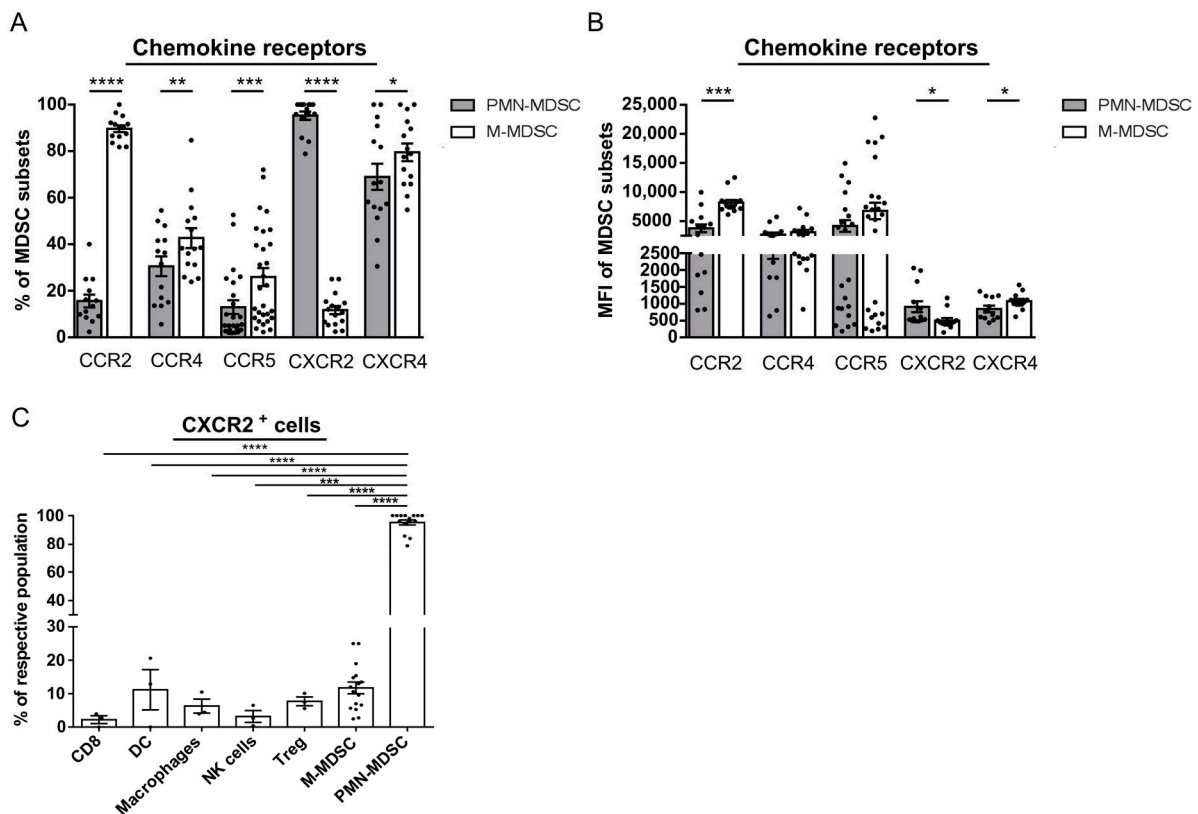 A
Chemokine receptors
**** ** *** **** *
% of MDSC subsets
100
80
60
40
20
0
CCR2 CCR4 CCR5 CXCR2 CXCR4
PMN-MDSC
M-MDSC
B
Chemokine receptors
*** * *
MFI of MDSC subsets
25,000
20,000
15,000
10,000
5000
2500
2000
1500
1000
500
0
CCR2 CCR4 CCR5 CXCR2 CXCR4
PMN-MDSC
M-MDSC
C
CXCR2 + cells
****
****
****
***
****
****
% of respective population
100
80
60
40
30
20
10
0
CD8 DC Macrophages NK cells Treg M-MDSC PMN-MDSC